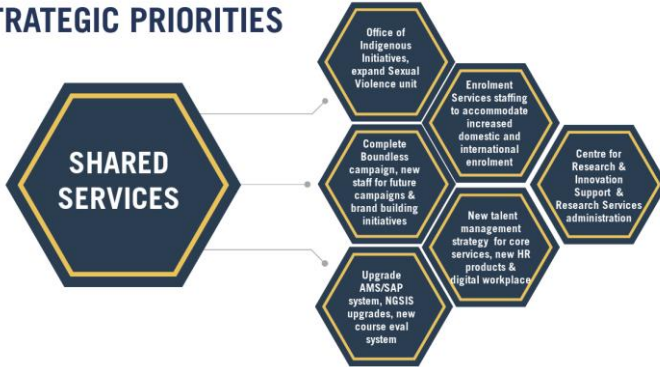 TRATEGIC PRIORITIES
SHARED
SERVICES
Office of
Indigenous
Initiatives,
expand Sexual
Violence unit
Enrolment
Services staffing
to accommodate
increased
domestic and
international
enrolment
Complete
Boundless
campaign, new
staff for future
campaigns &
brand building
initiatives
Centre for
Research &
Innovation
Support &
Research Services
administration
New talent
management
strategy for core
services, new HR
products &
digital workplace
Upgrade
AMS/SAP
system, NGSIS
upgrades, new
course eval
system